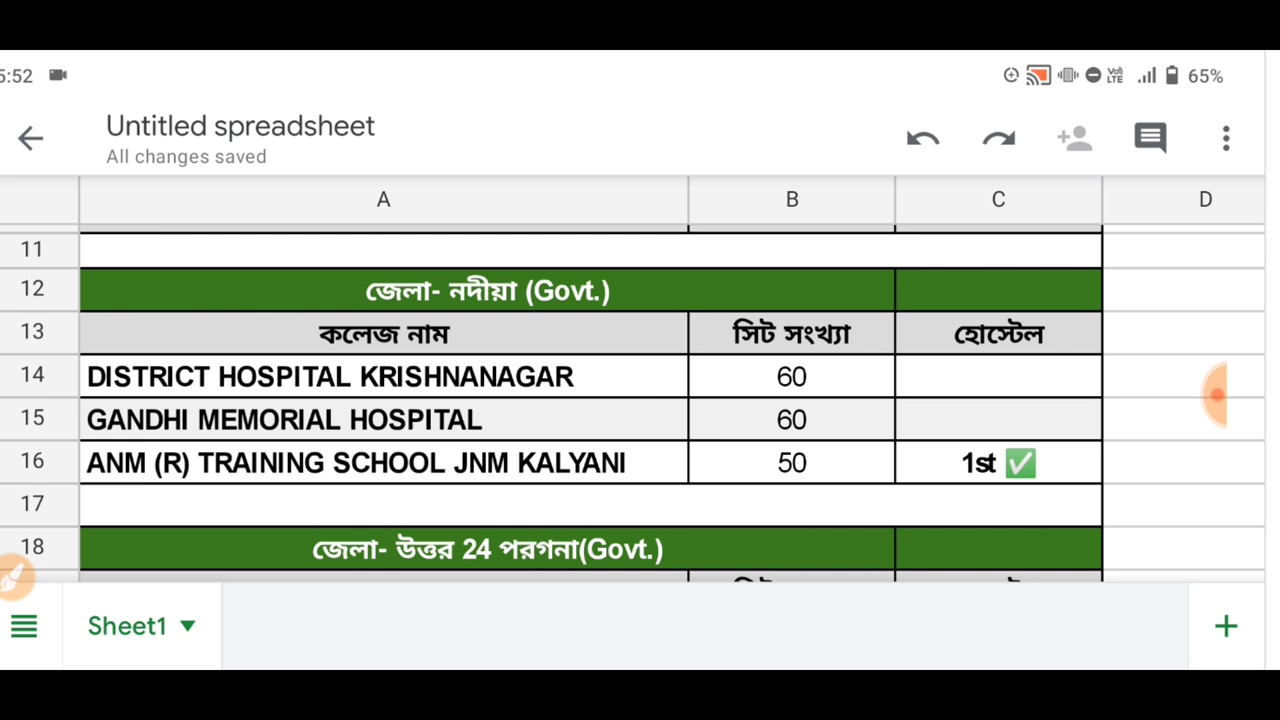 5:52
Vo) LTE 65%
Untitled spreadsheet
All changes saved
A B C D
11
12 জেলা- নদীয়া (Govt.)
13 কলেজ নাম সিট সংখ্যা হোস্টেল
14 DISTRICT HOSPITAL KRISHNANAGAR 60
15 GANDHI MEMORIAL HOSPITAL 60
16 ANM (R) TRAINING SCHOOL JNM KALYANI 50 1st ✅
17
18 জেলা- উত্তর 24 পরগনা(Govt.)
Sheet1